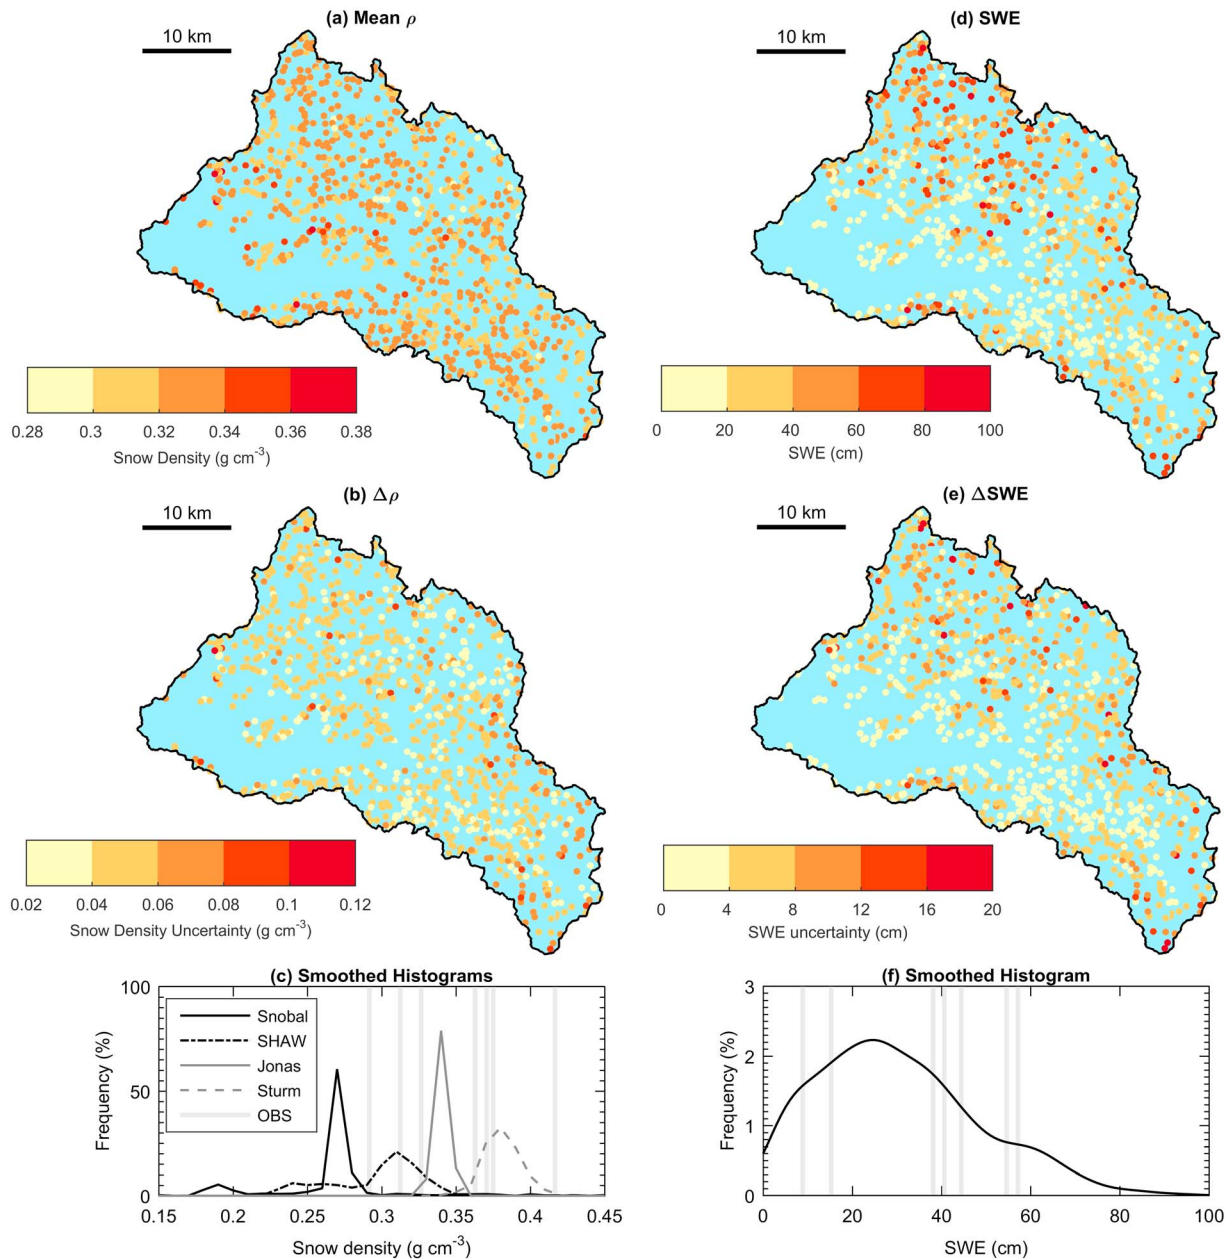 (a) Mean ρ
10 km
0.28 0.3 0.32 0.34 0.36 0.38
Snow Density (g cm-3)
(d) SWE
10 km
0 20 40 60 80 100
SWE (cm)
(b) Δρ
10 km
0.02 0.04 0.06 0.08 0.1 0.12
Snow Density Uncertainty (g cm-3)
(e) ΔSWE
10 km
0 4 8 12 16 20
SWE uncertainty (cm)
(c) Smoothed Histograms
100
50
0
Frequency (%)
Snobal
SHAW
Jonas
Sturm
OBS
0.15 0.2 0.25 0.3 0.35 0.4 0.45
Snow density (g cm-3)
(f) Smoothed Histogram
3
2
1
0
Frequency (%)
0 20 40 60 80 100
SWE (cm)